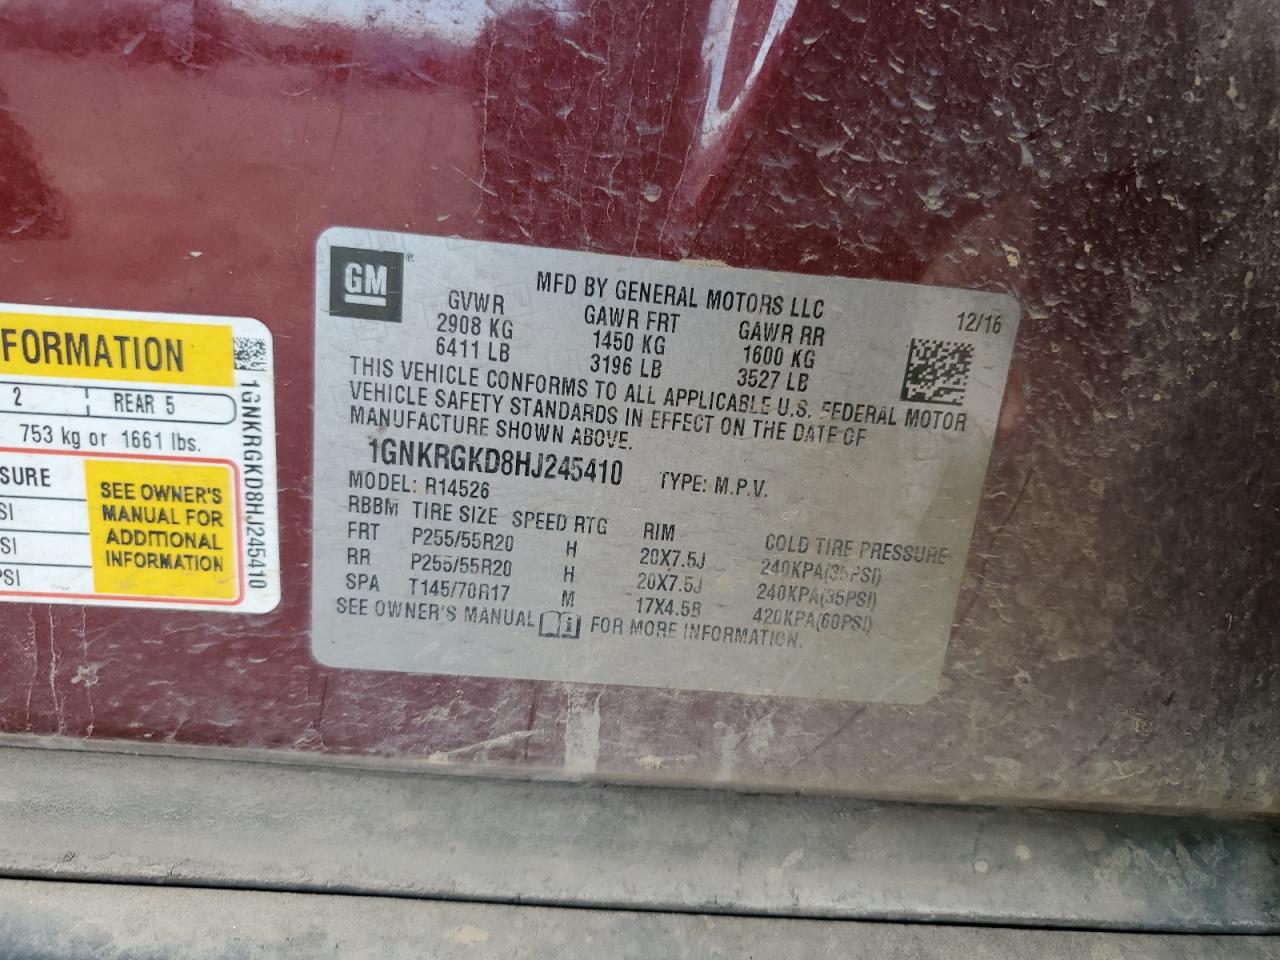 GM
MFD BY GENERAL MOTORS LLC
12/16
GVWR GAWR FRT GAWR RR
2908 KG 1450 KG 1600 KG
6411 LB 3196 LB 3527 LB
THIS VEHICLE CONFORMS TO ALL APPLICABLE U.S. FEDERAL MOTOR
VEHICLE SAFETY STANDARDS IN EFFECT ON THE DATE OF
MANUFACTURE SHOWN ABOVE.
1GNKRGKD8HJ245410 TYPE: M.P.V.
MODEL: R14526
RBBM TIRE SIZE SPEED RTG RIM COLD TIRE PRESSURE
FRT P255/55R20 H 20X7.5J 240KPA(35PSI)
RR P255/55R20 H 20X7.5J 240KPA(35PSI)
SPA T145/70R17 M 17X4.5B 420KPA(60PSI)
SEE OWNER'S MANUAL i FOR MORE INFORMATION.
FORMATION
2 REAR 5
753 kg or 1661 lbs.
SURE
SI
SI
PSI
SEE OWNER'S
MANUAL FOR
ADDITIONAL
INFORMATION
1GNKRGKD8HJ245410